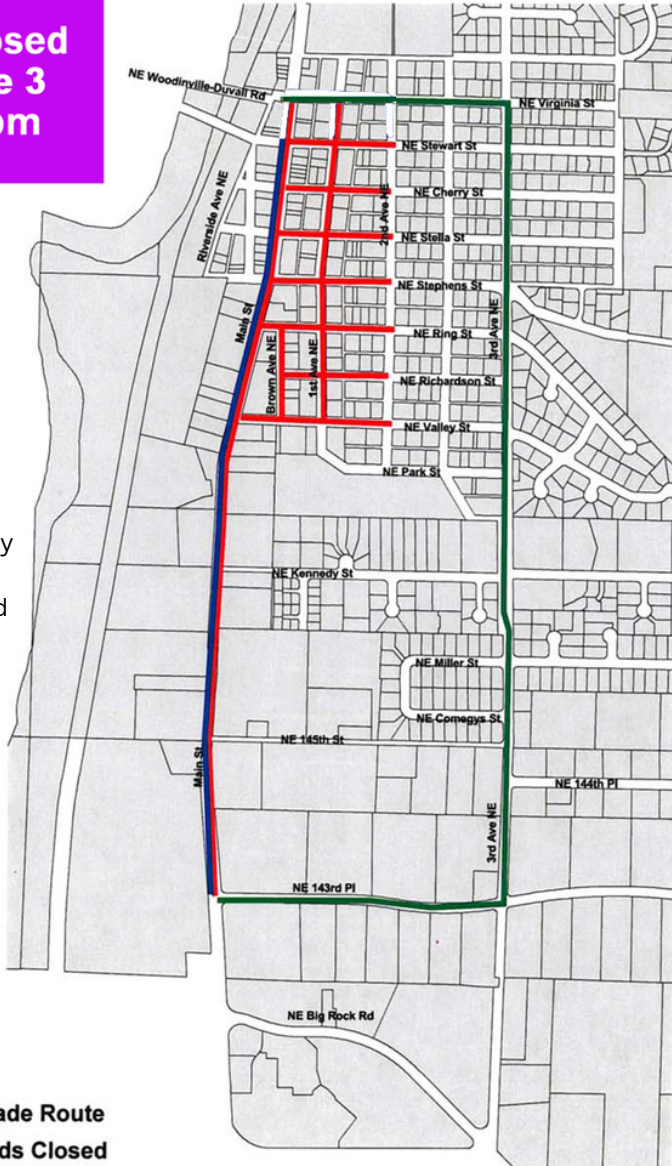 osed
e 3
om
NE Woodinville-Duvall Rd
NE Virginia St
NE Stewart St
Riverside Ave NE
NE Cherry St
2nd Ave NE
NE Stella St
NE Stephens St
Main St
3rd Ave NE
NE Ring St
Brown Ave NE
1st Ave NE
NE Richardson St
NE Valley St
NE Park St
y
NE Kennedy St
d
NE Miller St
NE Comegys St
NE 145th St
Main St
NE 144th Pl
3rd Ave NE
NE 143rd Pl
NE Big Rock Rd
ade Route
ds Closed